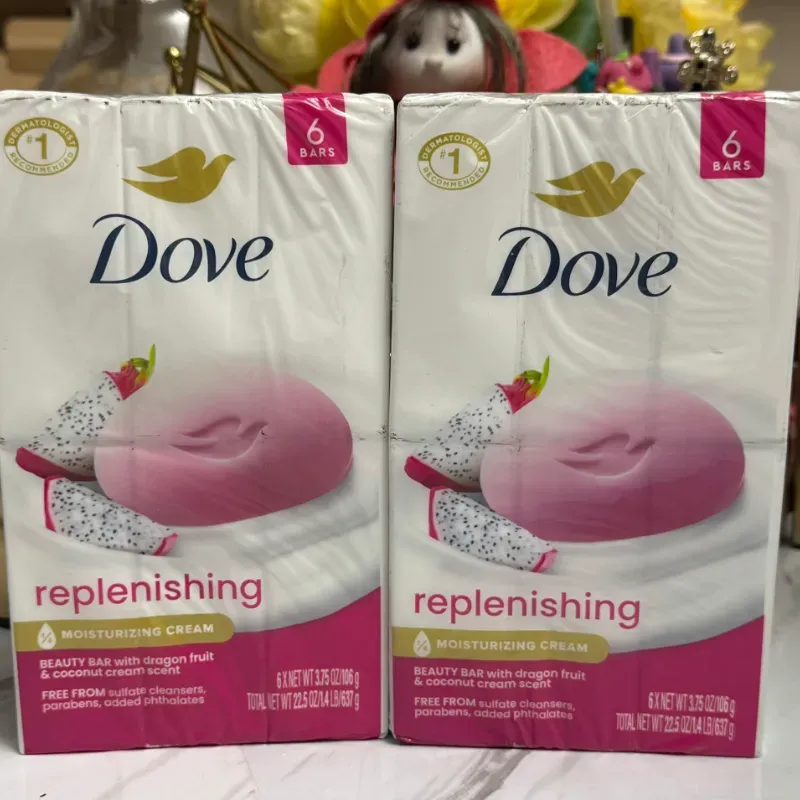 DERMATOLOGIST
#1
RECOMMENDED
6
BARS
Dove
replenishing
1/4 MOISTURIZING CREAM
BEAUTY BAR with dragon fruit
& coconut cream scent
FREE FROM sulfate cleansers,
parabens, added phthalates
6 X NET WT 3.75 OZ/106 g
TOTAL NET WT 22.5 OZ/1.4 LB/637 g
DERMATOLOGIST
#1
RECOMMENDED
6
BARS
Dove
replenishing
1/4 MOISTURIZING CREAM
BEAUTY BAR with dragon fruit
& coconut cream scent
FREE FROM sulfate cleansers,
parabens, added phthalates
6 X NET WT 3.75 OZ/106 g
TOTAL NET WT 22.5 OZ/1.4 LB/637 g